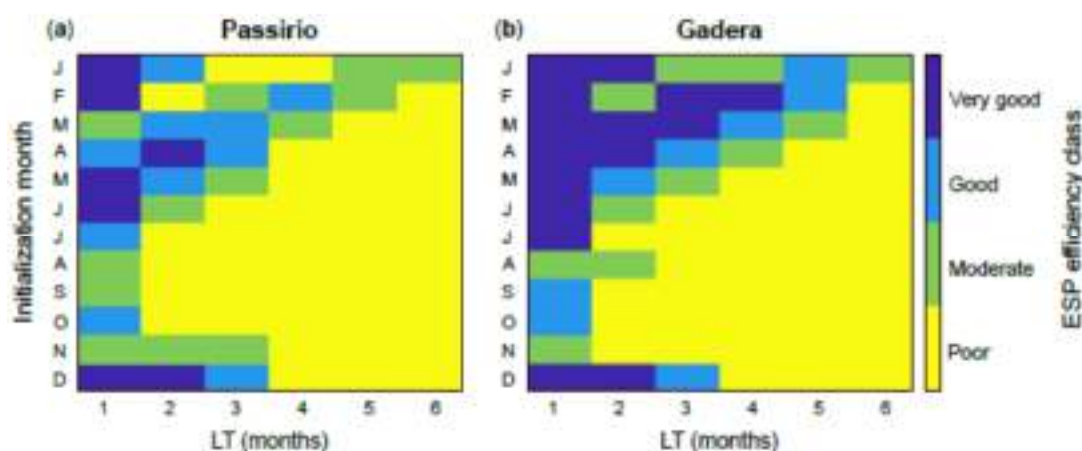 (a) Passirio
(b) Gadera
Initialization month
J
F
M
A
M
J
J
A
S
O
N
D
1 2 3 4 5 6
LT (months)
J
F
M
A
M
J
J
A
S
O
N
D
1 2 3 4 5 6
LT (months)
Very good
Good
Moderate
Poor
ESP efficiency class